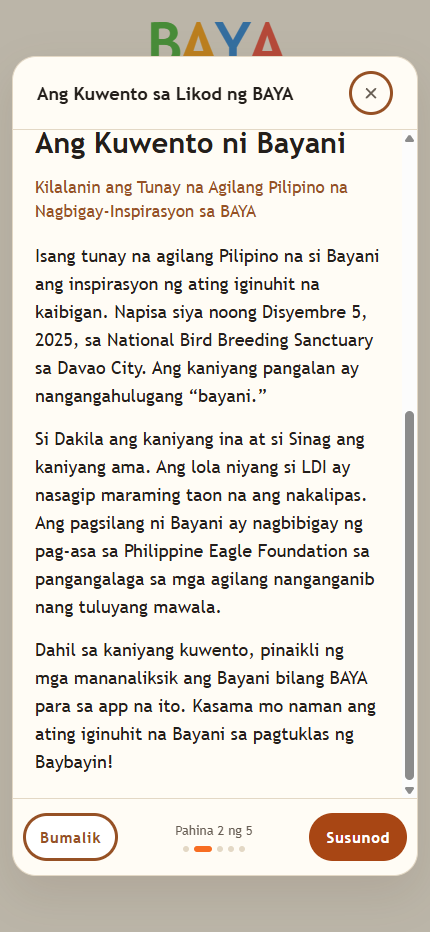 BAYA
Ang Kuwento sa Likod ng BAYA
Ang Kuwento ni Bayani
Kilalanin ang Tunay na Agilang Pilipino na
Nagbigay-Inspirasyon sa BAYA
Isang tunay na agilang Pilipino na si Bayani
ang inspirasyon ng ating iginuhit na
kaibigan. Napisa siya noong Disyembre 5,
2025, sa National Bird Breeding Sanctuary
sa Davao City. Ang kaniyang pangalan ay
nangangahulugang “bayani.”
Si Dakila ang kaniyang ina at si Sinag ang
kaniyang ama. Ang lola niyang si LDI ay
nasagip maraming taon na ang nakalipas.
Ang pagsilang ni Bayani ay nagbibigay ng
pag-asa sa Philippine Eagle Foundation sa
pangangalaga sa mga agilang nanganganib
nang tuluyang mawala.
Dahil sa kaniyang kuwento, pinaikli ng
mga mananaliksik ang Bayani bilang BAYA
para sa app na ito. Kasama mo naman ang
ating iginuhit na Bayani sa pagtuklas ng
Baybayin!
Bumalik
Pahina 2 ng 5
Susunod